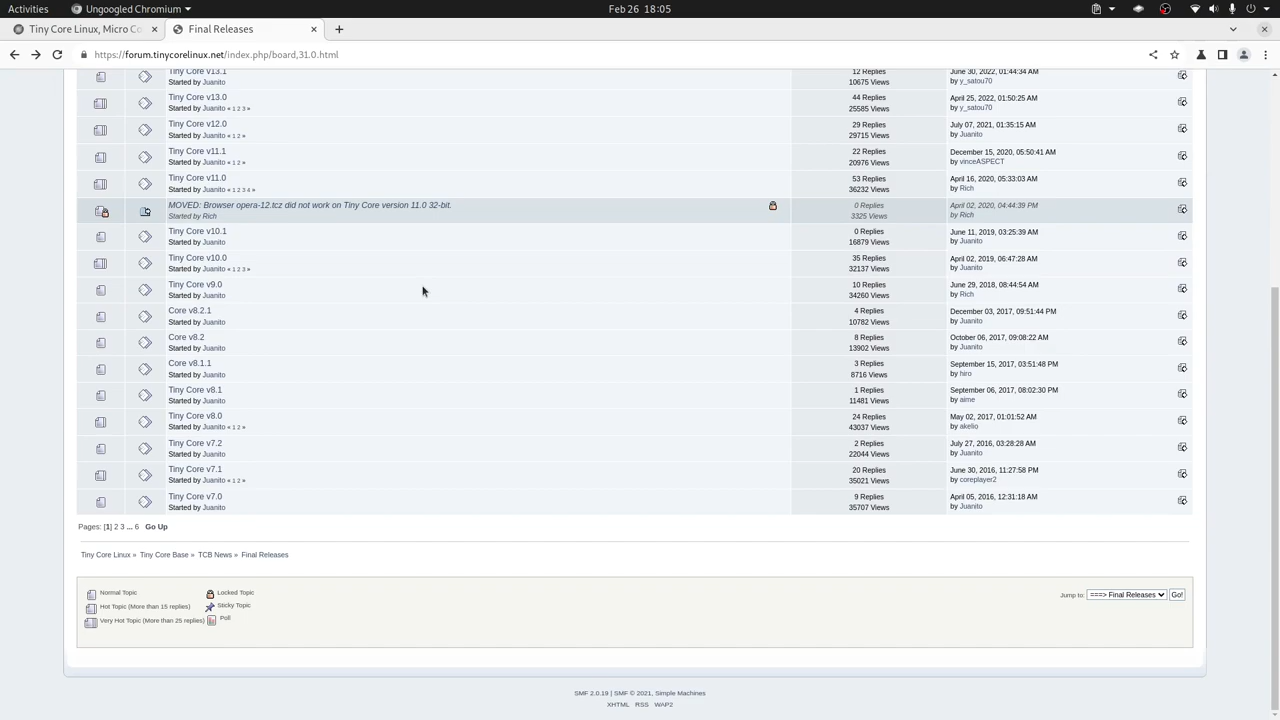 Activities Ungoogled Chromium Feb 26 18:05
Tiny Core Linux, Micro Co Final Releases
https://forum.tinycorelinux.net/index.php/board,31.0.html
Tiny Core v13.1 12 Replies June 30, 2022, 01:44:34 AM
Started by Juanito 10675 Views by y_satou70
Tiny Core v13.0 44 Replies April 25, 2022, 01:50:25 AM
Started by Juanito « 1 2 3 » 25585 Views by y_satou70
Tiny Core v12.0 29 Replies July 07, 2021, 01:35:15 AM
Started by Juanito « 1 2 » 29715 Views by Juanito
Tiny Core v11.1 22 Replies December 15, 2020, 05:50:41 AM
Started by Juanito « 1 2 » 20976 Views by vinceASPECT
Tiny Core v11.0 53 Replies April 16, 2020, 05:33:03 AM
Started by Juanito « 1 2 3 4 » 36232 Views by Rich
MOVED: Browser opera-12.tcz did not work on Tiny Core version 11.0 32-bit. 0 Replies April 02, 2020, 04:44:39 PM
Started by Rich 3325 Views by Rich
Tiny Core v10.1 0 Replies June 11, 2019, 03:25:39 AM
Started by Juanito 16879 Views by Juanito
Tiny Core v10.0 35 Replies April 02, 2019, 06:47:28 AM
Started by Juanito « 1 2 3 » 32137 Views by Juanito
Tiny Core v9.0 10 Replies June 29, 2018, 08:44:54 AM
Started by Juanito 34260 Views by Rich
Core v8.2.1 4 Replies December 03, 2017, 09:51:44 PM
Started by Juanito 10782 Views by Juanito
Core v8.2 8 Replies October 06, 2017, 09:08:22 AM
Started by Juanito 13902 Views by Juanito
Core v8.1.1 3 Replies September 15, 2017, 03:51:48 PM
Started by Juanito 8716 Views by hiro
Tiny Core v8.1 1 Replies September 06, 2017, 08:02:30 PM
Started by Juanito 11481 Views by aime
Tiny Core v8.0 24 Replies May 02, 2017, 01:01:52 AM
Started by Juanito « 1 2 » 43037 Views by akelio
Tiny Core v7.2 2 Replies July 27, 2016, 03:28:28 AM
Started by Juanito 22044 Views by Juanito
Tiny Core v7.1 20 Replies June 30, 2016, 11:27:58 PM
Started by Juanito « 1 2 » 35021 Views by coreplayer2
Tiny Core v7.0 9 Replies April 05, 2016, 12:31:18 AM
Started by Juanito 35707 Views by Juanito
Pages: [1] 2 3 ... 6 Go Up
Tiny Core Linux » Tiny Core Base » TCB News » Final Releases
Normal Topic Locked Topic Jump to: ===> Final Releases Go!
Hot Topic (More than 15 replies) Sticky Topic
Very Hot Topic (More than 25 replies) Poll
SMF 2.0.19 | SMF © 2021, Simple Machines
XHTML RSS WAP2